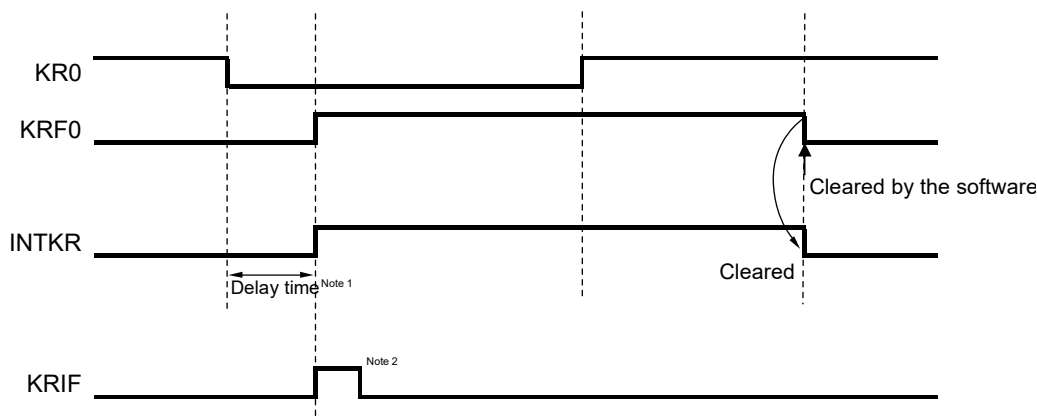 KR0
KRF0
Cleared by the software
INTKR
Cleared
Delay time Note 1
Note 2
KRIF